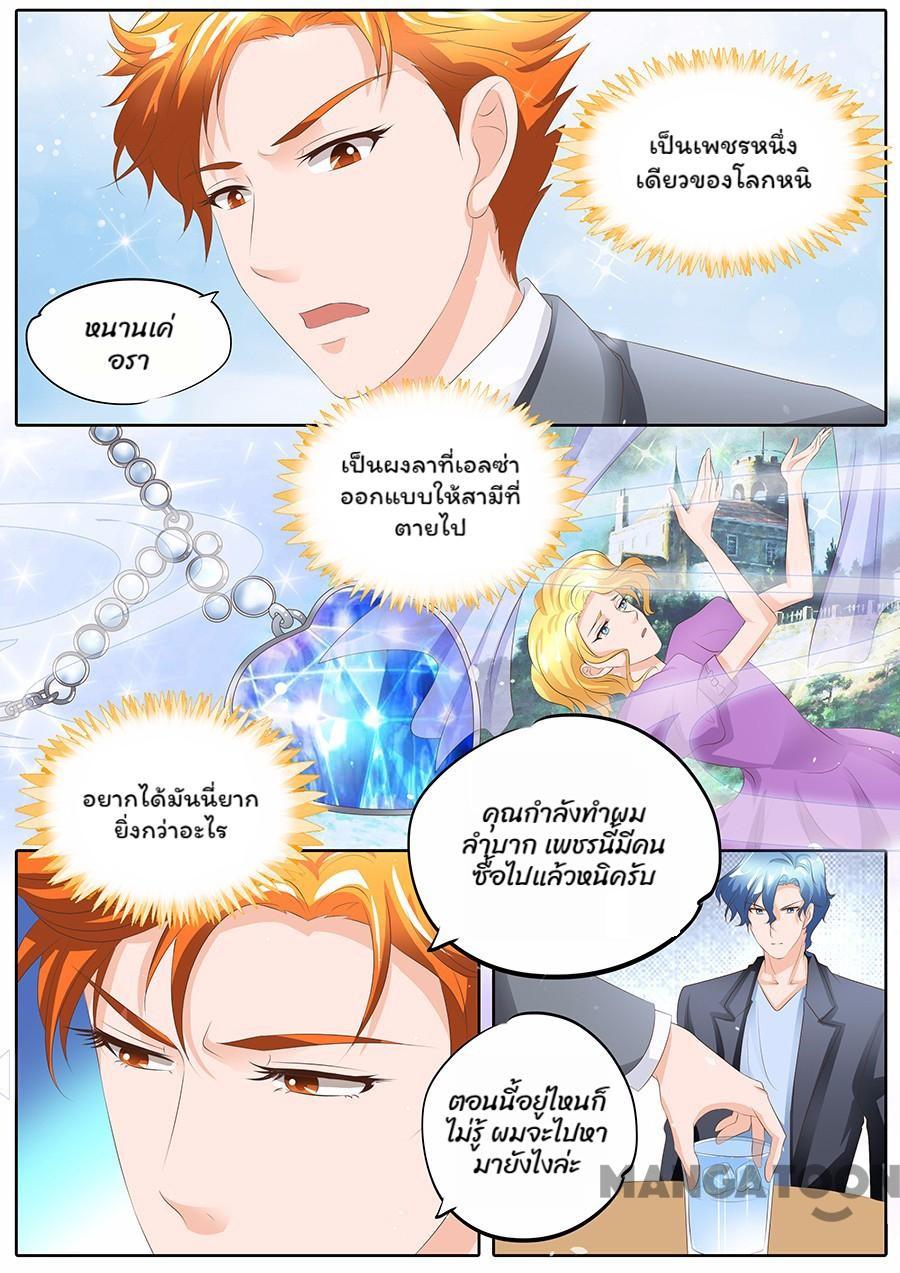 เป็นเพชรหนึ่ง
เดียวของโลกหนิ
หนานเค่
อรา
เป็นผงลาที่เอลซ่า
ออกแบบให้สามีที่
ตายไป
อยากได้มันนี่ยาก
ยิ่งกว่าอะไร
คุณกำลังทำผม
ลำบาก เพชรนี่มีคน
ซื้อไปแล้วหนิครับ
ตอนนี้อยู่ไหนก็
ไม่รู้ ผมจะไปหา
มายังไงล่ะ
MANGATOON